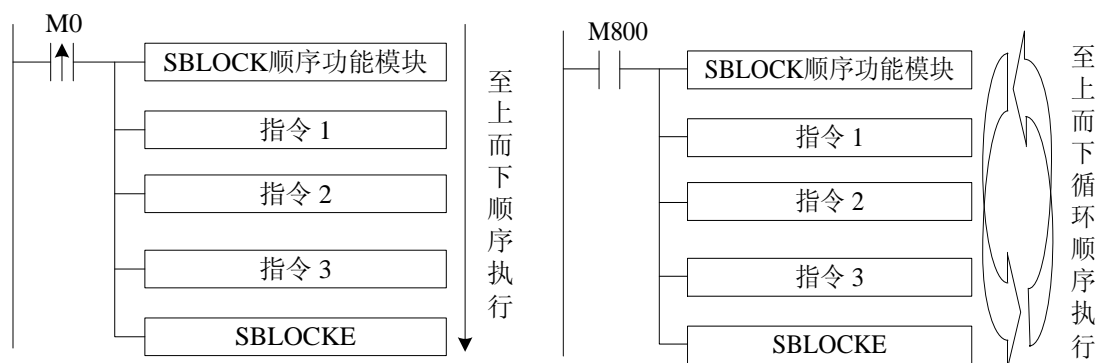 M0
SBLOCK顺序功能模块
指令 1
指令 2
指令 3
SBLOCKE
至上而下顺序执行
M800
SBLOCK顺序功能模块
指令 1
指令 2
指令 3
SBLOCKE
至上而下循环顺序执行